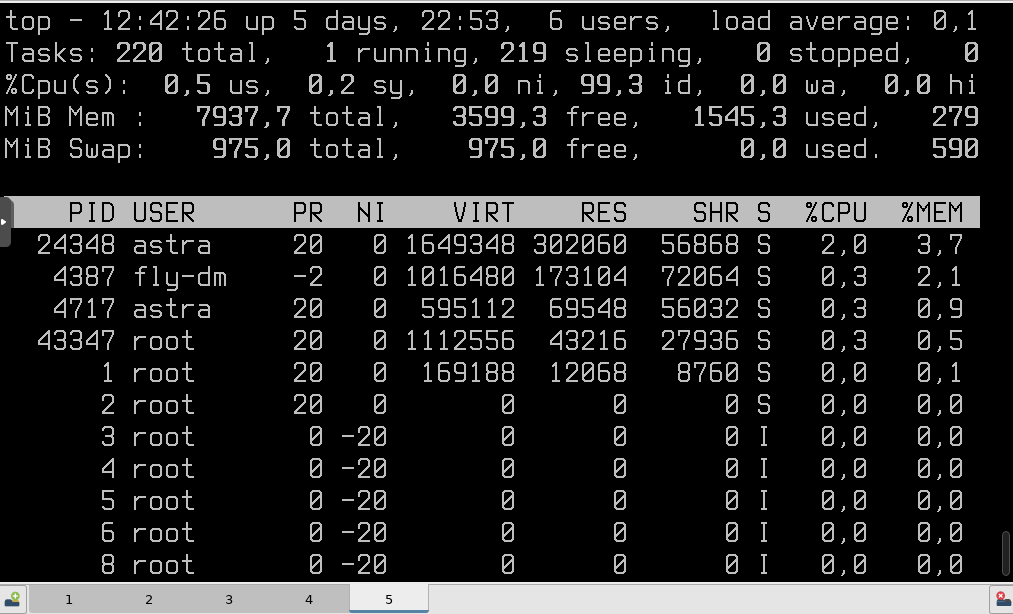 top - 12:42:26 up 5 days, 22:53,  6 users,  load average: 0,1
Tasks: 220 total,   1 running, 219 sleeping,   0 stopped,   0
%Cpu(s):  0,5 us,  0,2 sy,  0,0 ni, 99,3 id,  0,0 wa,  0,0 hi
MiB Mem :   7937,7 total,   3599,3 free,   1545,3 used,   279
MiB Swap:    975,0 total,    975,0 free,      0,0 used.   590
PID USER      PR  NI    VIRT    RES    SHR S  %CPU  %MEM
24348 astra     20   0 1649348 302060  56868 S   2,0   3,7
4387 fly-dm    -2   0 1016480 173104  72064 S   0,3   2,1
4717 astra     20   0  595112  69548  56032 S   0,3   0,9
43347 root      20   0 1112556  43216  27936 S   0,3   0,5
1 root      20   0  169188  12068   8760 S   0,0   0,1
2 root      20   0       0      0      0 S   0,0   0,0
3 root       0 -20       0      0      0 I   0,0   0,0
4 root       0 -20       0      0      0 I   0,0   0,0
5 root       0 -20       0      0      0 I   0,0   0,0
6 root       0 -20       0      0      0 I   0,0   0,0
8 root       0 -20       0      0      0 I   0,0   0,0
1 2 3 4 5